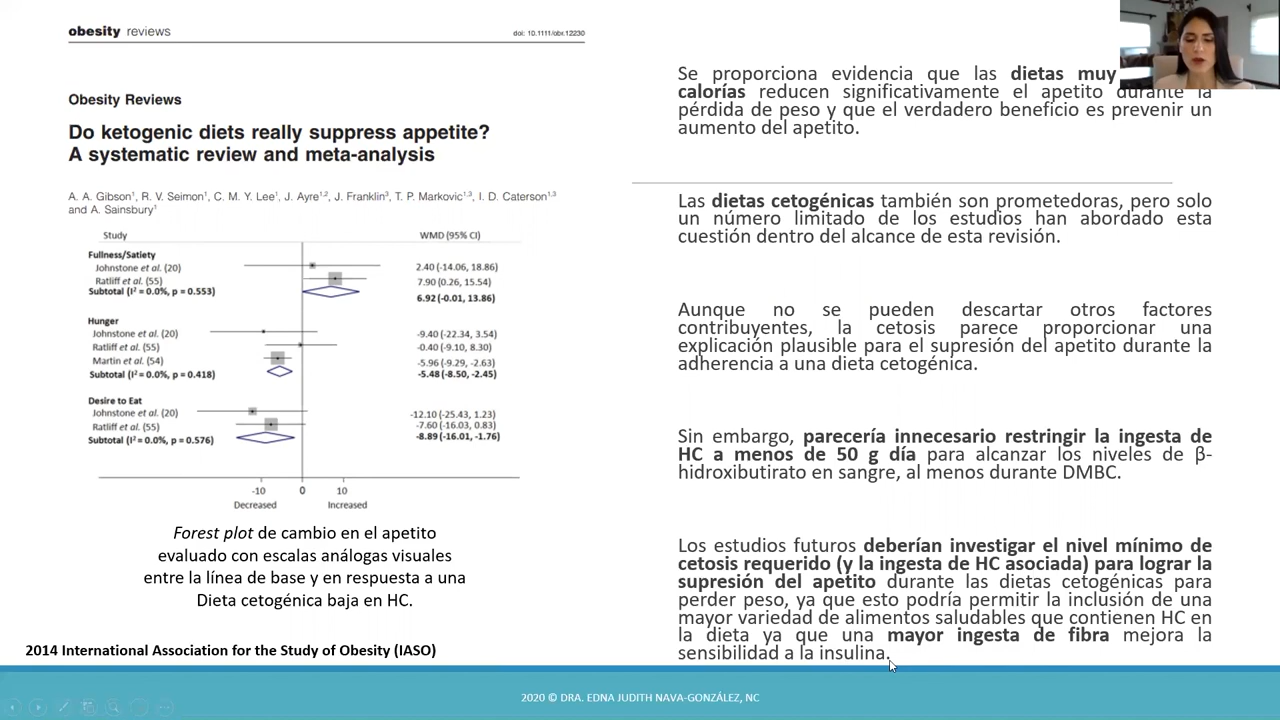 obesity reviews
doi: 10.1111/obr.12230
Obesity Reviews
Do ketogenic diets really suppress appetite?
A systematic review and meta-analysis
A. A. Gibson¹, R. V. Seimon¹, C. M. Y. Lee¹, J. Ayre¹,², J. Franklin³, T. P. Markovic¹,³, I. D. Caterson¹,³
and A. Sainsbury¹
Study WMD (95% CI)
Fullness/Satiety
Johnstone et al. (20) 2.40 (-14.06, 18.86)
Ratliff et al. (55) 7.90 (0.26, 15.54)
Subtotal (I² = 0.0%, p = 0.553) 6.92 (-0.01, 13.86)
Hunger
Johnstone et al. (20) -9.40 (-22.34, 3.54)
Ratliff et al. (55) -0.40 (-9.10, 8.30)
Martin et al. (54) -5.96 (-9.29, -2.63)
Subtotal (I² = 0.0%, p = 0.418) -5.48 (-8.50, -2.45)
Desire to Eat
Johnstone et al. (20) -12.10 (-25.43, 1.23)
Ratliff et al. (55) -7.60 (-16.03, 0.83)
Subtotal (I² = 0.0%, p = 0.576) -8.89 (-16.01, -1.76)
-10 0 10
Decreased Increased
Forest plot de cambio en el apetito
evaluado con escalas análogas visuales
entre la línea de base y en respuesta a una
Dieta cetogénica baja en HC.
2014 International Association for the Study of Obesity (IASO)
Se proporciona evidencia que las dietas muy
calorías reducen significativamente el apetito durante la
pérdida de peso y que el verdadero beneficio es prevenir un
aumento del apetito.
Las dietas cetogénicas también son prometedoras, pero solo
un número limitado de los estudios han abordado esta
cuestión dentro del alcance de esta revisión.
Aunque no se pueden descartar otros factores
contribuyentes, la cetosis parece proporcionar una
explicación plausible para el supresión del apetito durante la
adherencia a una dieta cetogénica.
Sin embargo, parecería innecesario restringir la ingesta de
HC a menos de 50 g día para alcanzar los niveles de β-
hidroxibutirato en sangre, al menos durante DMBC.
Los estudios futuros deberían investigar el nivel mínimo de
cetosis requerido (y la ingesta de HC asociada) para lograr la
supresión del apetito durante las dietas cetogénicas para
perder peso, ya que esto podría permitir la inclusión de una
mayor variedad de alimentos saludables que contienen HC en
la dieta ya que una mayor ingesta de fibra mejora la
sensibilidad a la insulina.
2020 © DRA. EDNA JUDITH NAVA-GONZÁLEZ, NC